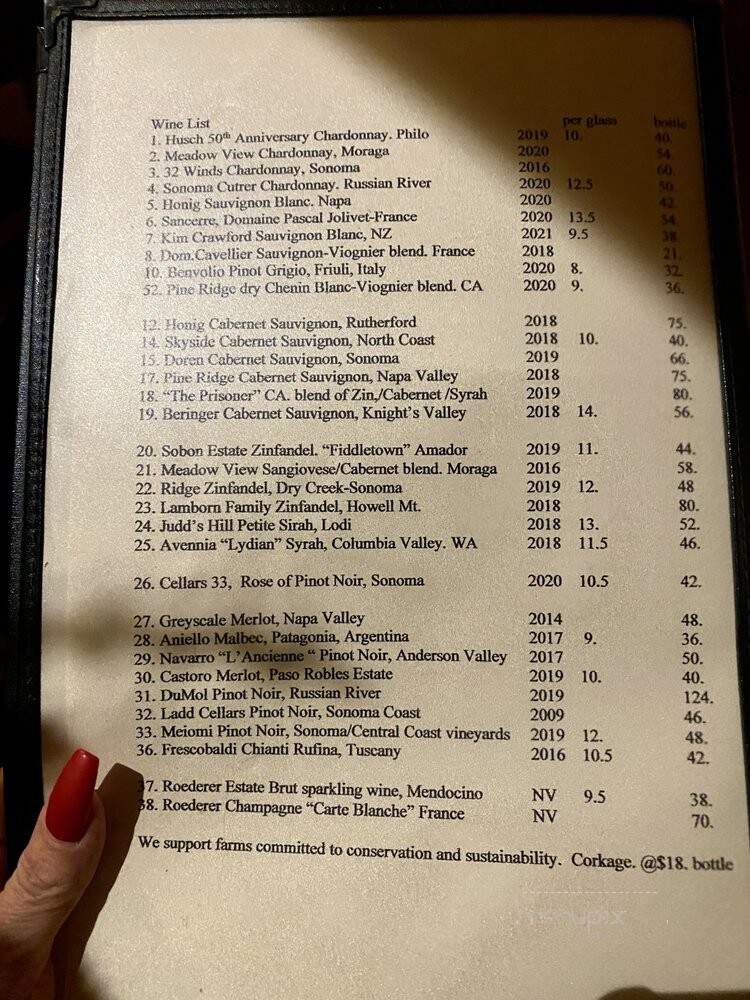 Wine List per glass bottle
1. Husch 50th Anniversary Chardonnay. Philo 2019 10. 40.
2. Meadow View Chardonnay, Moraga 2020 54.
3. 32 Winds Chardonnay, Sonoma 2016 60.
4. Sonoma Cutrer Chardonnay. Russian River 2020 12.5 50.
5. Honig Sauvignon Blanc. Napa 2020 42.
6. Sancerre, Domaine Pascal Jolivet-France 2020 13.5 54.
7. Kim Crawford Sauvignon Blanc, NZ 2021 9.5 38.
8. Dom.Cavellier Sauvignon-Viognier blend. France 2018 21.
10. Benvolio Pinot Grigio, Friuli, Italy 2020 8. 32.
52. Pine Ridge dry Chenin Blanc-Viognier blend. CA 2020 9. 36.
12. Honig Cabernet Sauvignon, Rutherford 2018 75.
14. Skyside Cabernet Sauvignon, North Coast 2018 10. 40.
15. Doren Cabernet Sauvignon, Sonoma 2019 66.
17. Pine Ridge Cabernet Sauvignon, Napa Valley 2018 75.
18. "The Prisoner" CA. blend of Zin,/Cabernet /Syrah 2019 80.
19. Beringer Cabernet Sauvignon, Knight's Valley 2018 14. 56.
20. Sobon Estate Zinfandel. "Fiddletown" Amador 2019 11. 44.
21. Meadow View Sangiovese/Cabernet blend. Moraga 2016 58.
22. Ridge Zinfandel, Dry Creek-Sonoma 2019 12. 48
23. Lamborn Family Zinfandel, Howell Mt. 2018 80.
24. Judd's Hill Petite Sirah, Lodi 2018 13. 52.
25. Avennia "Lydian" Syrah, Columbia Valley. WA 2018 11.5 46.
26. Cellars 33, Rose of Pinot Noir, Sonoma 2020 10.5 42.
27. Greyscale Merlot, Napa Valley 2014 48.
28. Aniello Malbec, Patagonia, Argentina 2017 9. 36.
29. Navarro "L'Ancienne " Pinot Noir, Anderson Valley 2017 50.
30. Castoro Merlot, Paso Robles Estate 2019 10. 40.
31. DuMol Pinot Noir, Russian River 2019 124.
32. Ladd Cellars Pinot Noir, Sonoma Coast 2009 46.
33. Meiomi Pinot Noir, Sonoma/Central Coast vineyards 2019 12. 48.
36. Frescobaldi Chianti Rufina, Tuscany 2016 10.5 42.
37. Roederer Estate Brut sparkling wine, Mendocino NV 9.5 38.
38. Roederer Champagne "Carte Blanche" France NV 70.
We support farms committed to conservation and sustainability. Corkage. @$18. bottle